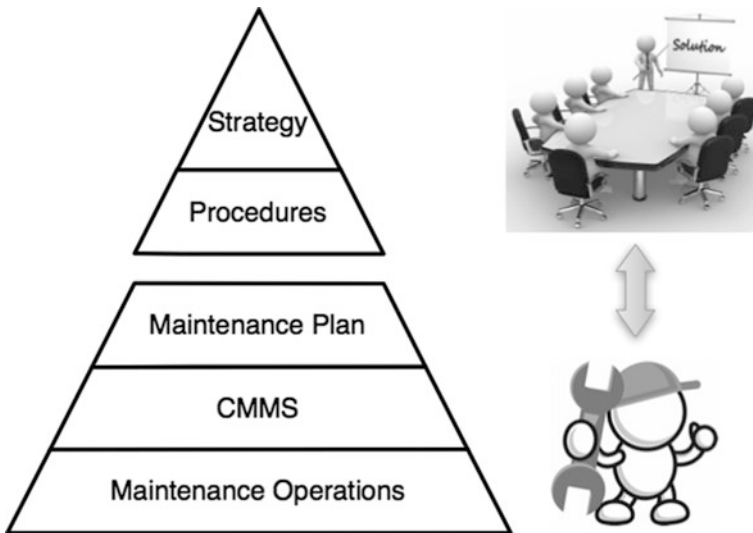 Strategy
Procedures
Maintenance Plan
CMMS
Maintenance Operations
Solution